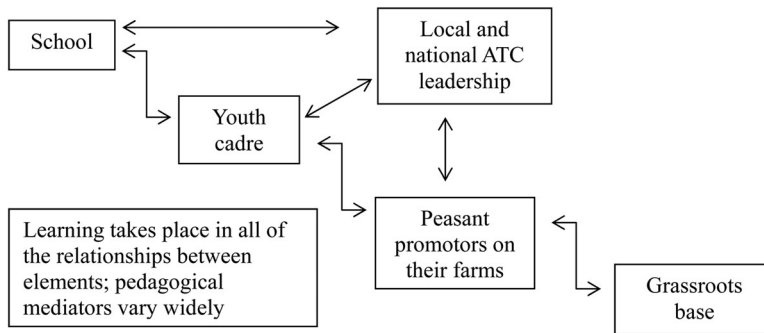 School
Local and
national ATC
leadership
Youth
cadre
Learning takes place in all of
the relationships between
elements; pedagogical
mediators vary widely
Peasant
promotors on
their farms
Grassroots
base